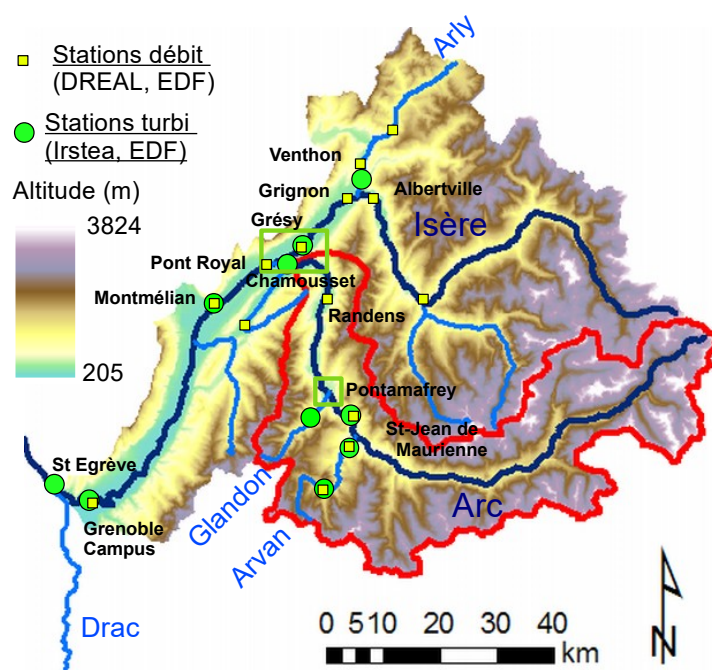 Stations débit
(DREAL, EDF)
Stations turbi
(Irstea, EDF)
Altitude (m)
3824
205
Arly
Venthon
Grignon
Albertville
Grésy
Isère
Pont Royal
Chamousset
Montmélian
Randens
Pontamafrey
St-Jean de
Maurienne
St Egrève
Glandon
Arc
Grenoble
Campus
Arvan
Drac
0 5 10 20 30 40
km
N